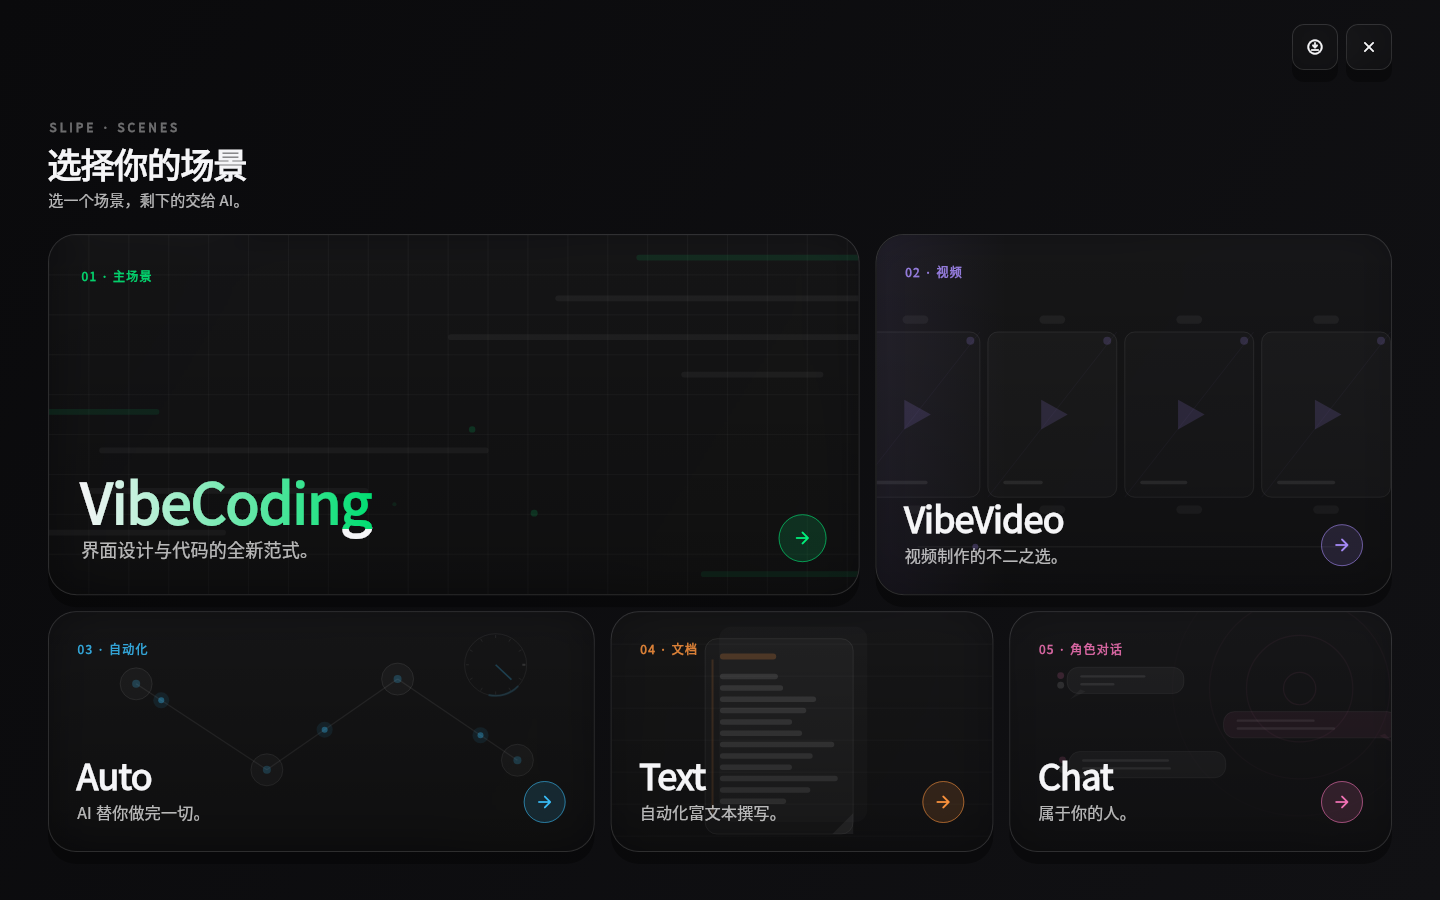 SLIPE · SCENES
选择你的场景
选一个场景，剩下的交给 AI。
01 · 主场景
VibeCoding
界面设计与代码的全新范式。
02 · 视频
VibeVideo
视频制作的不二之选。
03 · 自动化
Auto
AI 替你做完一切。
04 · 文档
Text
自动化富文本撰写。
05 · 角色对话
Chat
属于你的人。